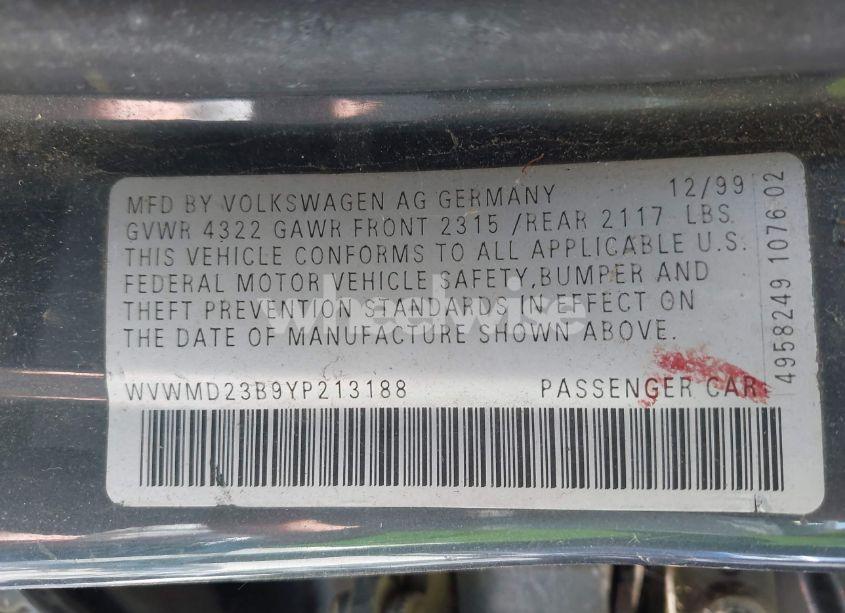 MFD BY VOLKSWAGEN AG GERMANY 12/99
GVWR 4322 GAWR FRONT 2315 /REAR 2117 LBS.
THIS VEHICLE CONFORMS TO ALL APPLICABLE U.S.
FEDERAL MOTOR VEHICLE SAFETY,BUMPER AND
THEFT PREVENTION STANDARDS IN EFFECT ON
THE DATE OF MANUFACTURE SHOWN ABOVE.
WVWMD23B9YP213188 PASSENGER CAR
4958249 1076 02
wheelwise